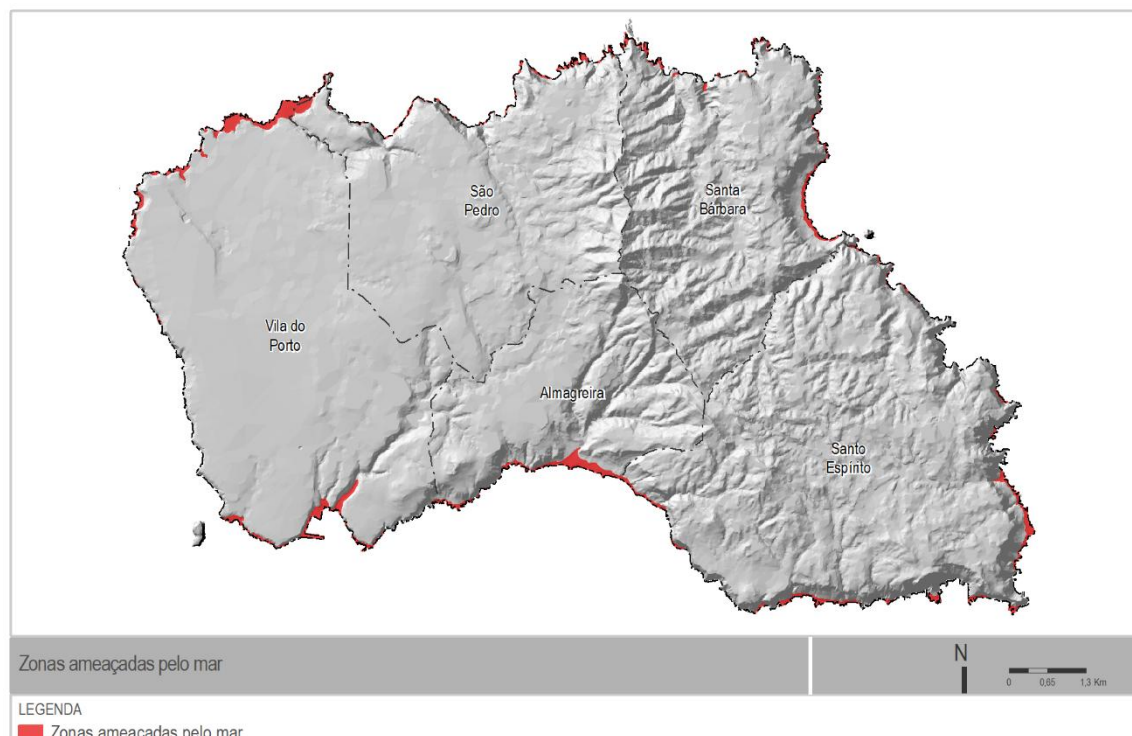 São
Pedro
Santa
Bárbara
Vila do
Porto
Almagreira
Santo
Espírito
Zonas ameaçadas pelo mar
N
0 0,65 1,3 Km
LEGENDA
Zonas ameaçadas pelo mar